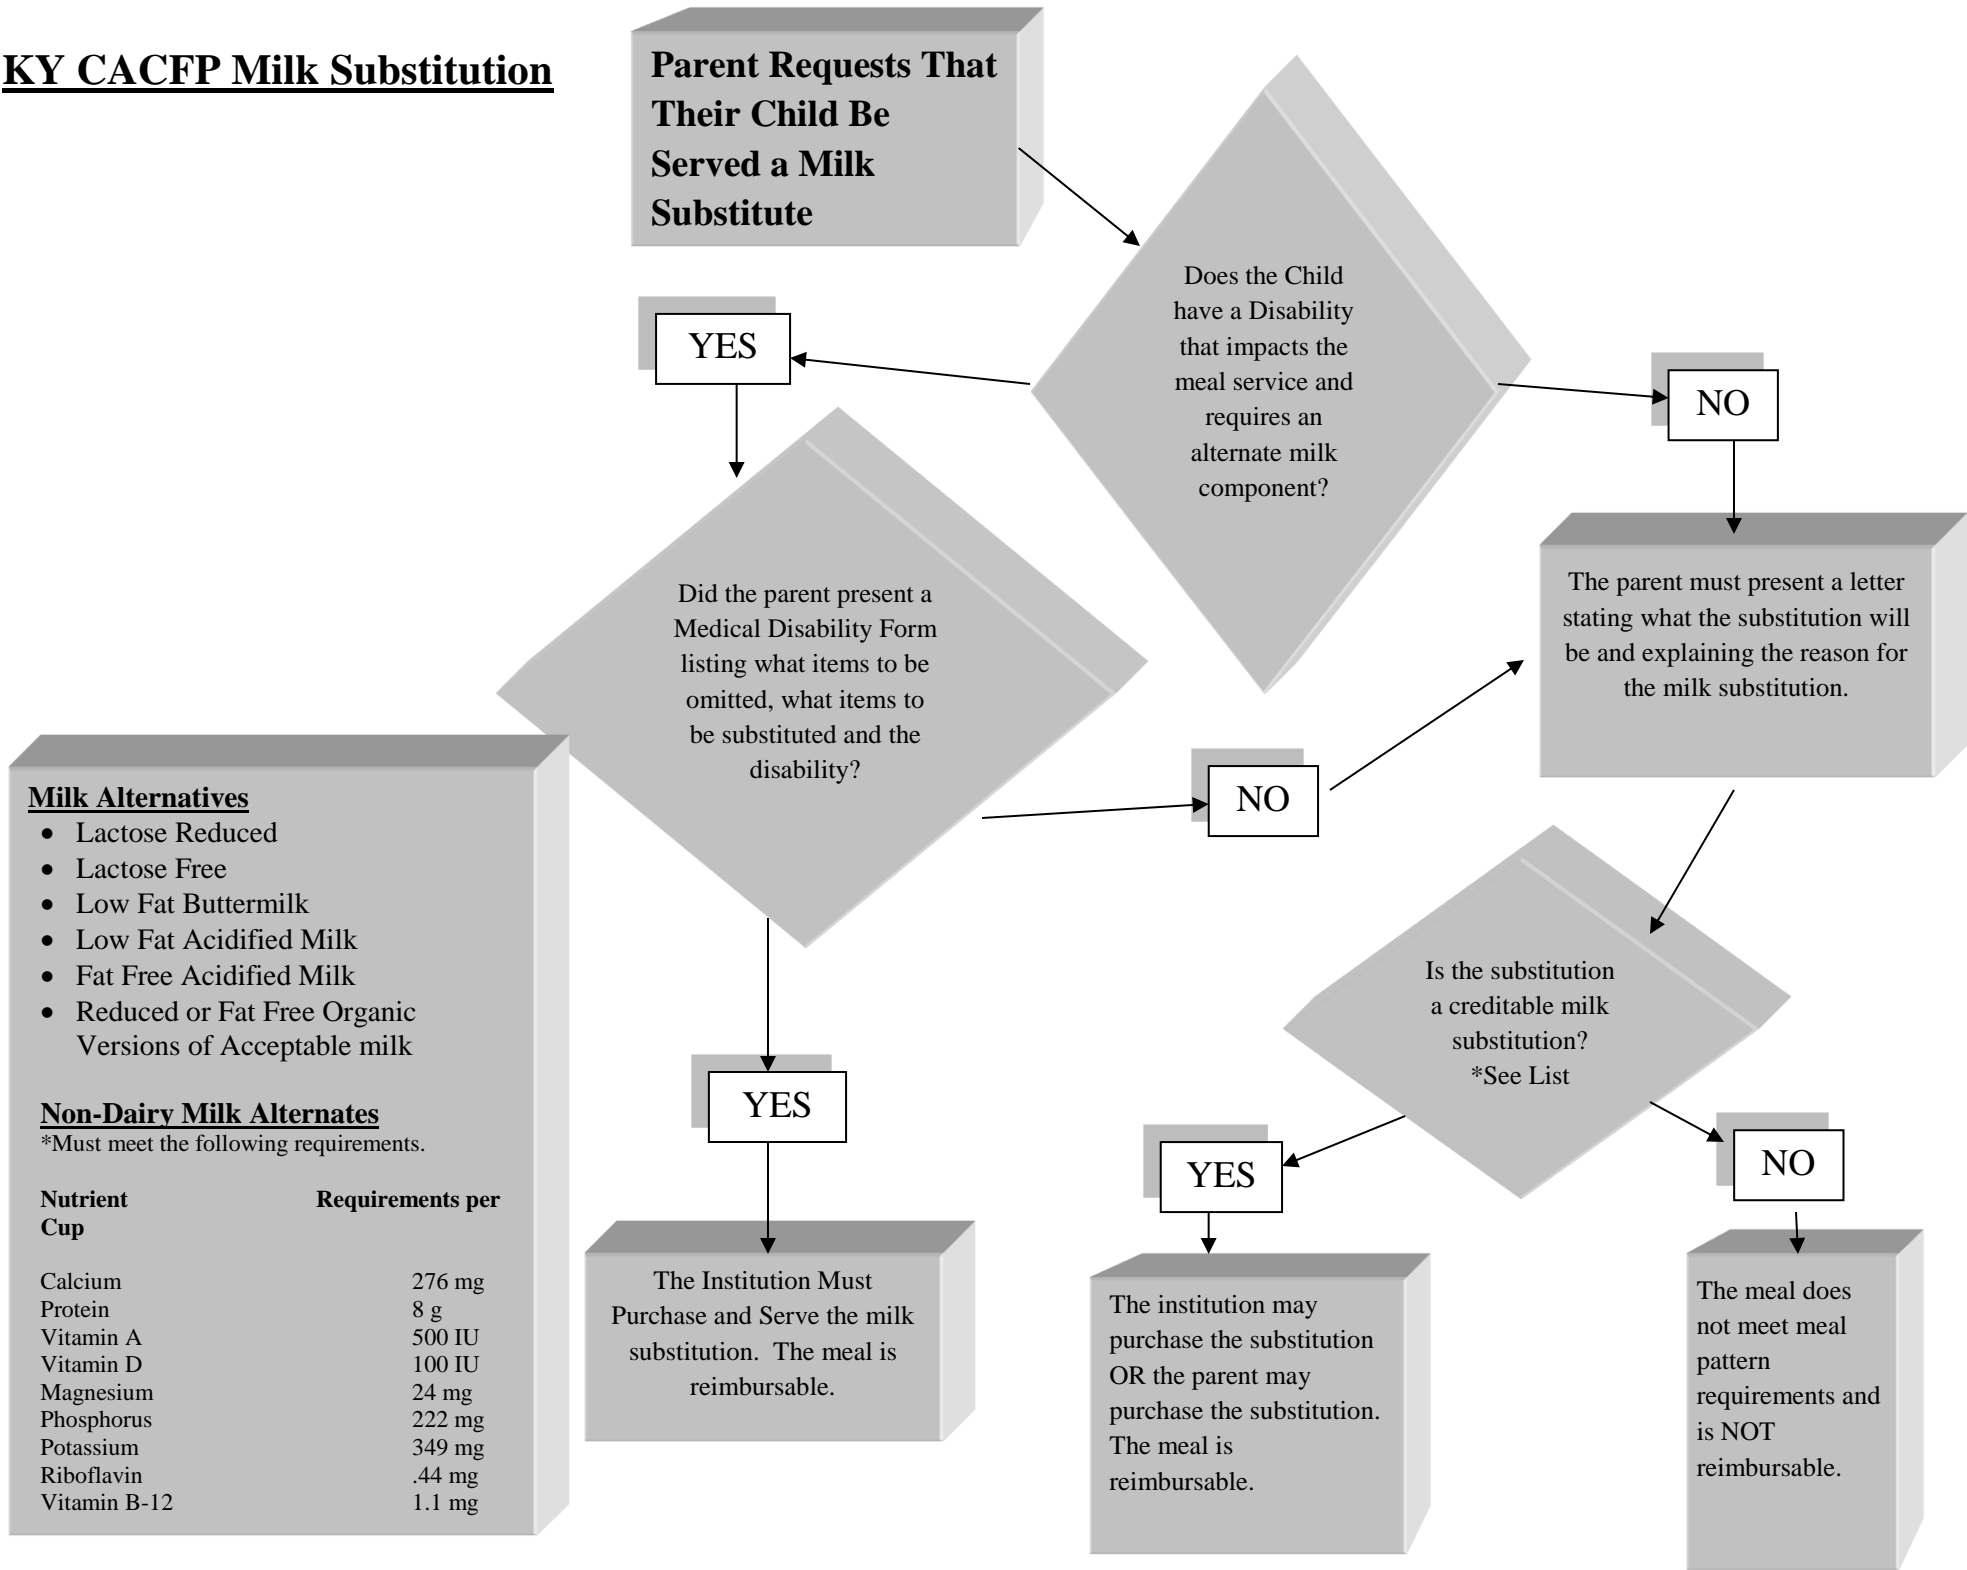 KY CACFP Milk Substitution
Parent Requests That
Their Child Be
Served a Milk
Substitute
Does the Child
have a Disability
that impacts the
meal service and
requires an
alternate milk
component?
YES
NO
Did the parent present a
Medical Disability Form
listing what items to be
omitted, what items to
be substituted and the
disability?
The parent must present a letter
stating what the substitution will
be and explaining the reason for
the milk substitution.
NO
YES
Is the substitution
a creditable milk
substitution?
*See List
YES
NO
The Institution Must
Purchase and Serve the milk
substitution.  The meal is
reimbursable.
The institution may
purchase the substitution
OR the parent may
purchase the substitution.
The meal is
reimbursable.
The meal does
not meet meal
pattern
requirements and
is NOT
reimbursable.
Milk Alternatives
• Lactose Reduced
• Lactose Free
• Low Fat Buttermilk
• Low Fat Acidified Milk
• Fat Free Acidified Milk
• Reduced or Fat Free Organic
Versions of Acceptable milk
Non-Dairy Milk Alternates
*Must meet the following requirements.
Nutrient Requirements per
Cup
Calcium 276 mg
Protein 8 g
Vitamin A 500 IU
Vitamin D 100 IU
Magnesium 24 mg
Phosphorus 222 mg
Potassium 349 mg
Riboflavin .44 mg
Vitamin B-12 1.1 mg